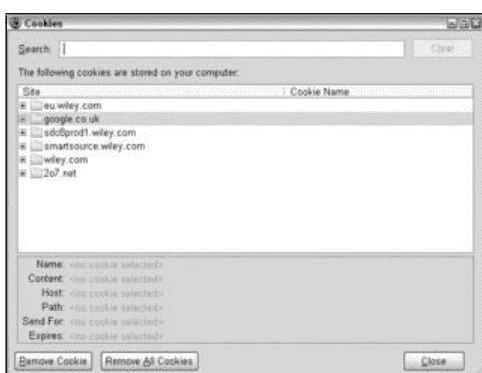 Cookies
Search: Clear
The following cookies are stored on your computer:
Site Cookie Name
eu.wiley.com
google.co.uk
sdc8prod1.wiley.com
smartsource.wiley.com
wiley.com
2o7.net
Name: <no cookie selected>
Content: <no cookie selected>
Host: <no cookie selected>
Path: <no cookie selected>
Send For: <no cookie selected>
Expires: <no cookie selected>
Remove Cookie Remove All Cookies Close